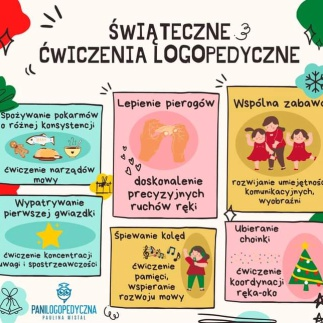 ŚWIĄTECZNE
ĆWICZENIA LOGOPEDYCZNE
Spożywanie pokarmów
o różnej konsystencji
ćwiczenie narządów
mowy
Lepienie pierogów
doskonalenie
precyzyjnych
ruchów ręki
Wspólna zabawa
rozwijanie umiejętnoś
komunikacyjnych,
wyobraźni
Wypatrywanie
pierwszej gwiazdki
ćwiczenie koncentracji
uwagi i spostrzeawczości
Śpiewanie kolęd
ćwiczenie
pamięci,
wspieranie
rozwoju mowy
Ubieranie
choinki
ćwiczenie
koordynacji
ręka-oko
PANILOGOPEDYCZNA
PAULINA MISTAL